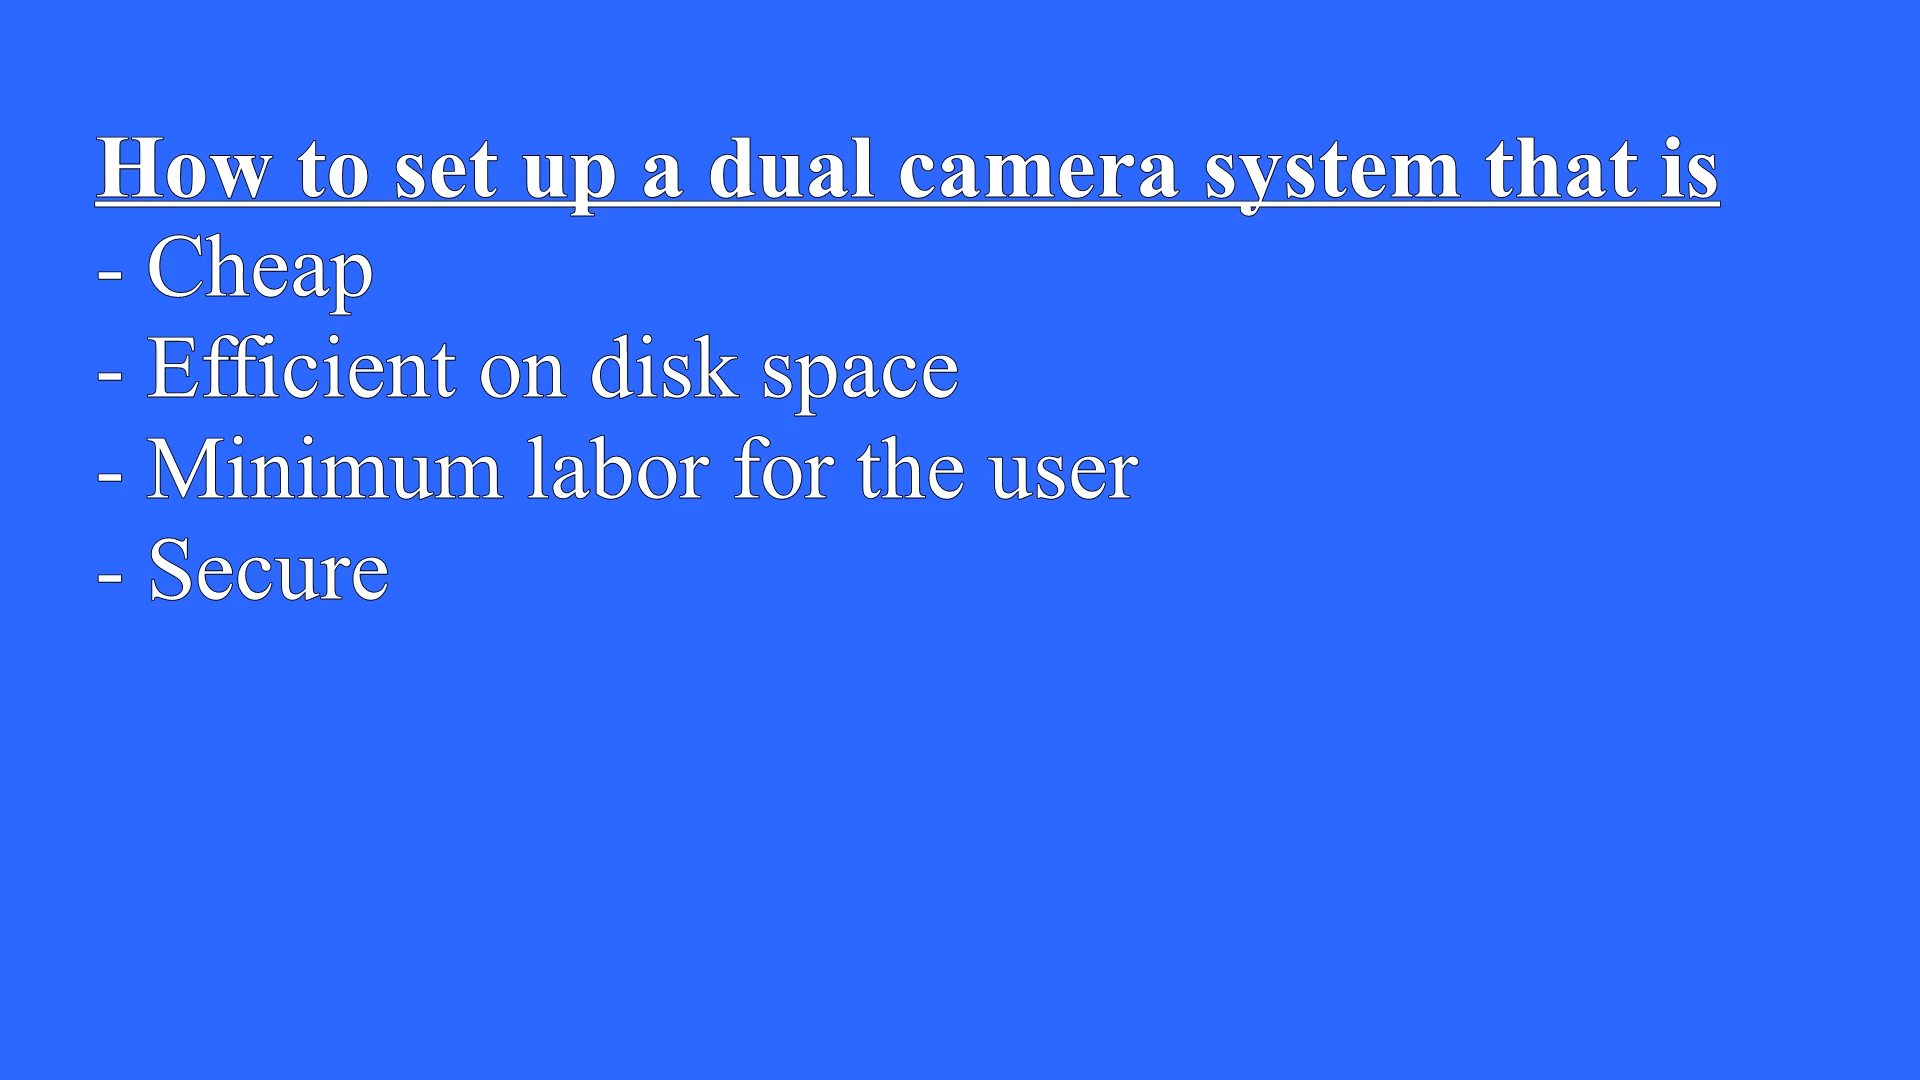 How to set up a dual camera system that is
- Cheap
- Efficient on disk space
- Minimum labor for the user
- Secure